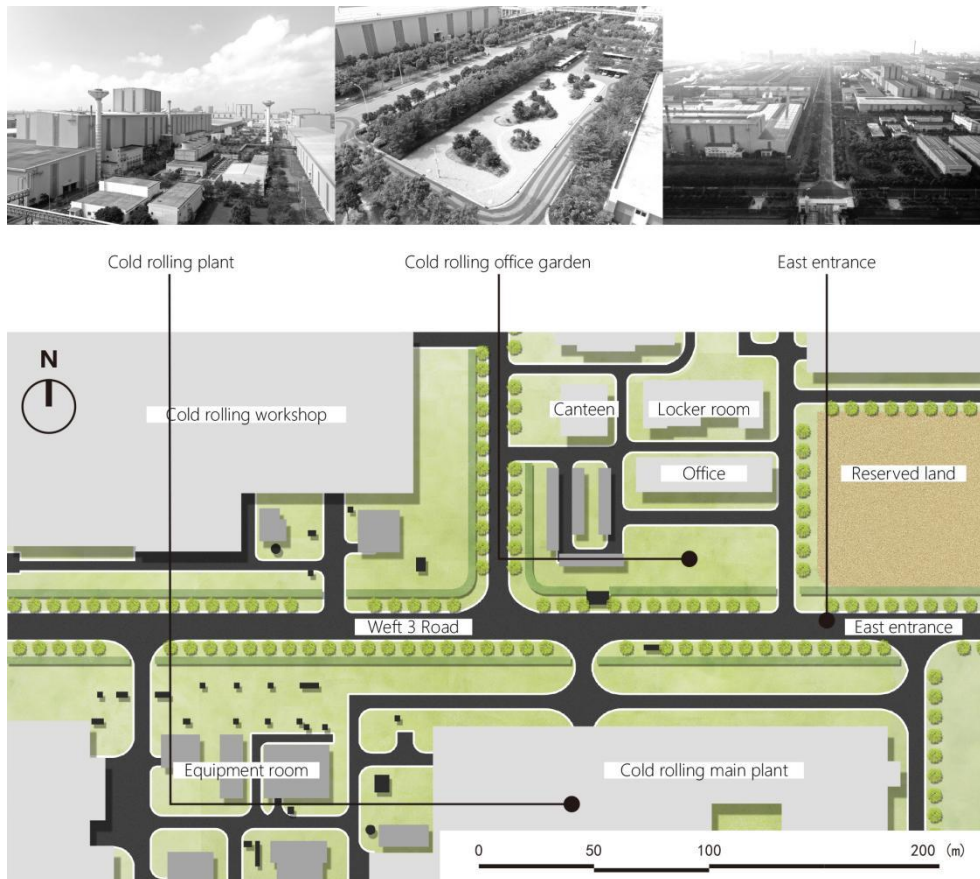 Cold rolling plant
Cold rolling office garden
East entrance
N
Cold rolling workshop
Canteen
Locker room
Office
Reserved land
Weft 3 Road
East entrance
Equipment room
Cold rolling main plant
0 50 100 200 (m)